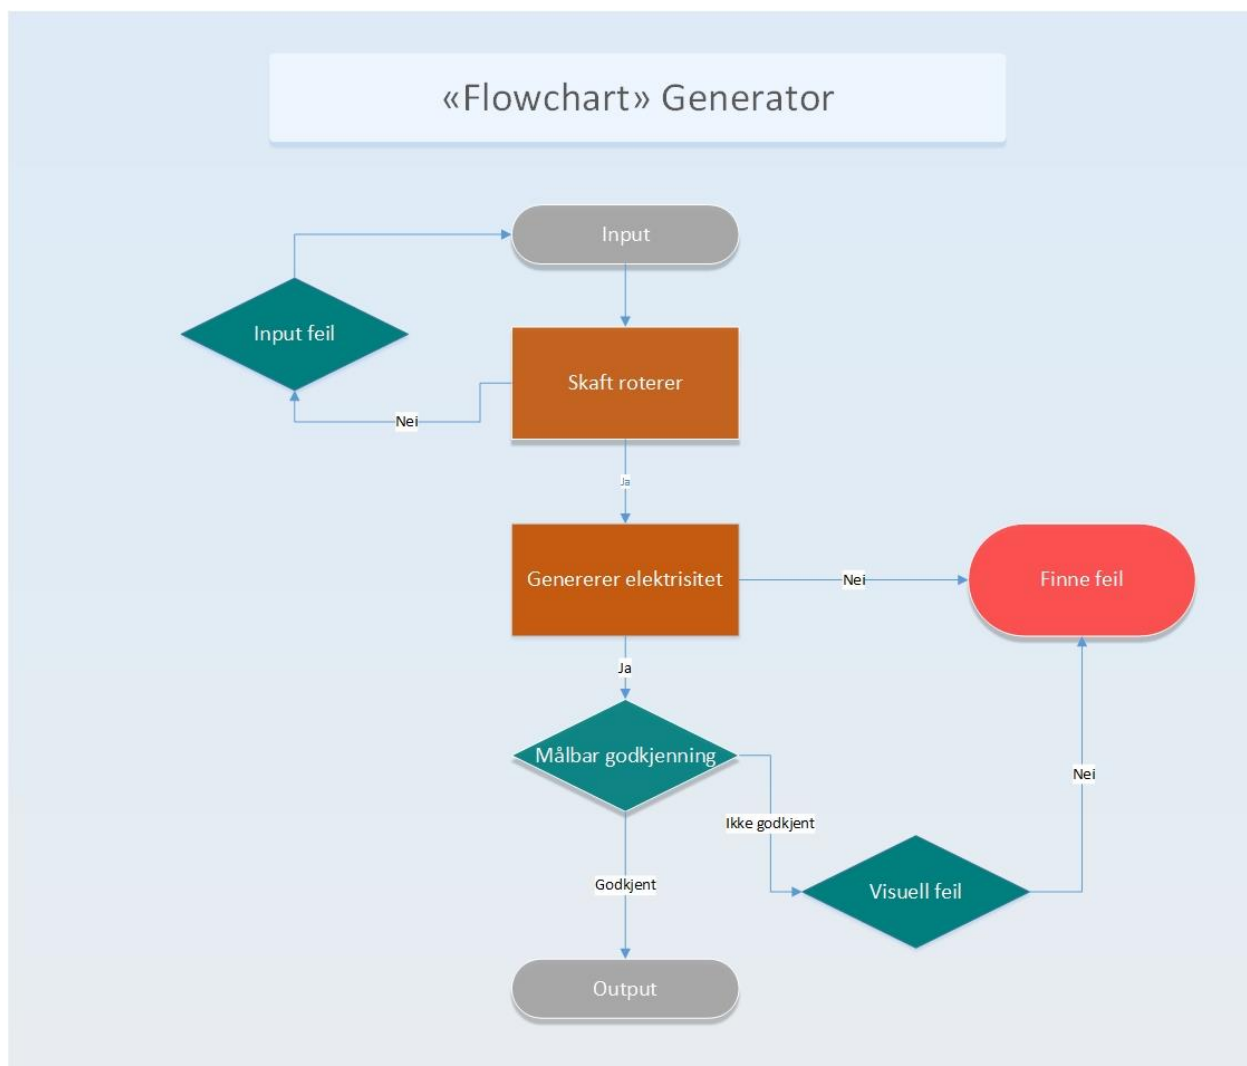 «Flowchart» Generator
Input
Input feil
Skaft roterer
Nei
Ja
Genererer elektrisitet
Nei
Finne feil
Ja
Målbar godkjenning
Nei
Ikke godkjent
Godkjent
Visuell feil
Output